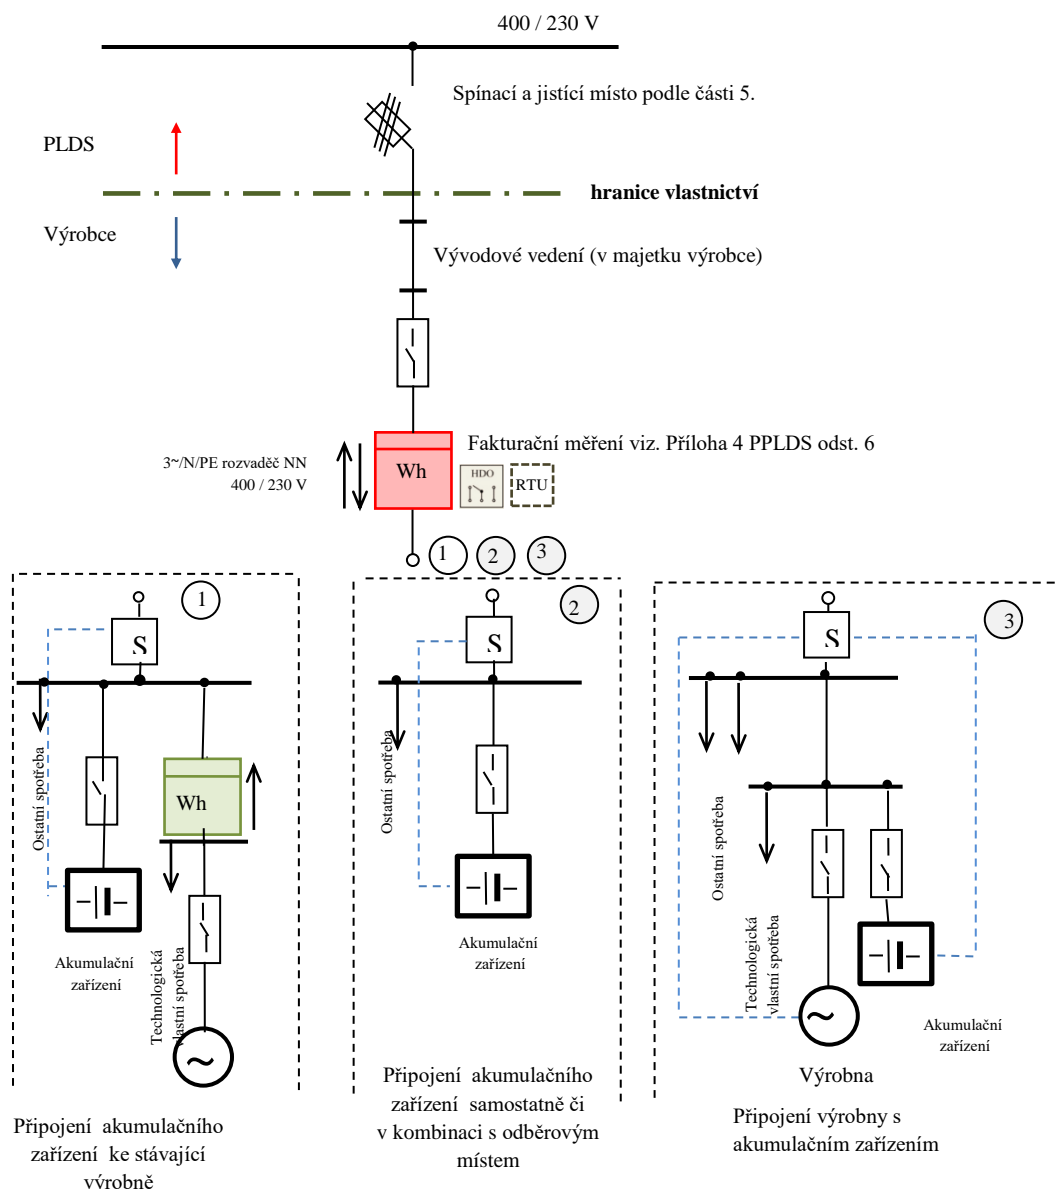 400 / 230 V
Spínací a jistící místo podle části 5.
PLDS
hranice vlastnictví
Výrobce
Vývodové vedení (v majetku výrobce)
Fakturační měření viz. Příloha 4 PPLDS odst. 6
3~/N/PE rozvaděč NN
400 / 230 V
Wh
HDO
RTU
1
2
3
1
S
Ostatní spotřeba
Wh
Akumulační
zařízení
Technologická
vlastní spotřeba
~
Připojení akumulačního
zařízení ke stávající
výrobně
2
S
Ostatní spotřeba
Akumulační
zařízení
Připojení akumulačního
zařízení samostatně či
v kombinaci s odběrovým
místem
3
S
Ostatní spotřeba
Technologická
vlastní spotřeba
~
Akumulační
zařízení
Výrobna
Připojení výrobny s
akumulačním zařízením